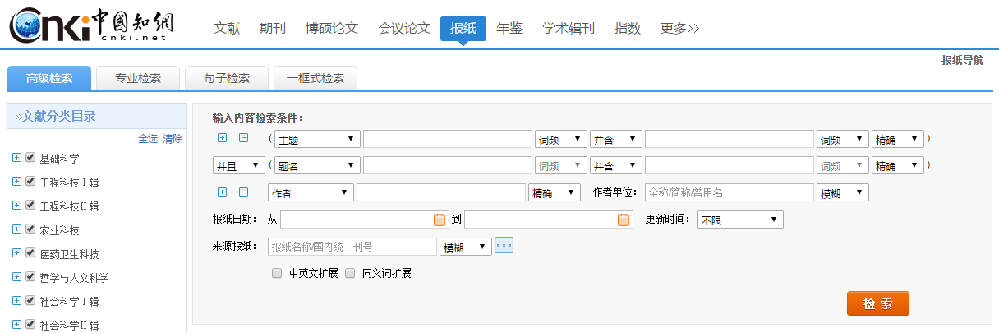 cnki 中國知網
cnki.net
文献 期刊 博硕论文 会议论文 报纸 年鉴 学术辑刊 指数 更多>>
报纸导航
高级检索 专业检索 句子检索 一框式检索
文献分类目录
全选 清除
基础科学
工程科技 I 辑
工程科技II 辑
农业科技
医药卫生科技
哲学与人文科学
社会科学 I 辑
社会科学II 辑
输入内容检索条件：
( 主题 词频 并含 词频 精确 )
并且 ( 题名 词频 并含 词频 精确 )
作者 精确 作者单位： 全称/简称/曾用名 模糊
报纸日期： 从 到 更新时间： 不限
来源报纸： 报纸名称/国内统一刊号 模糊 ...
中英文扩展 同义词扩展
检 索